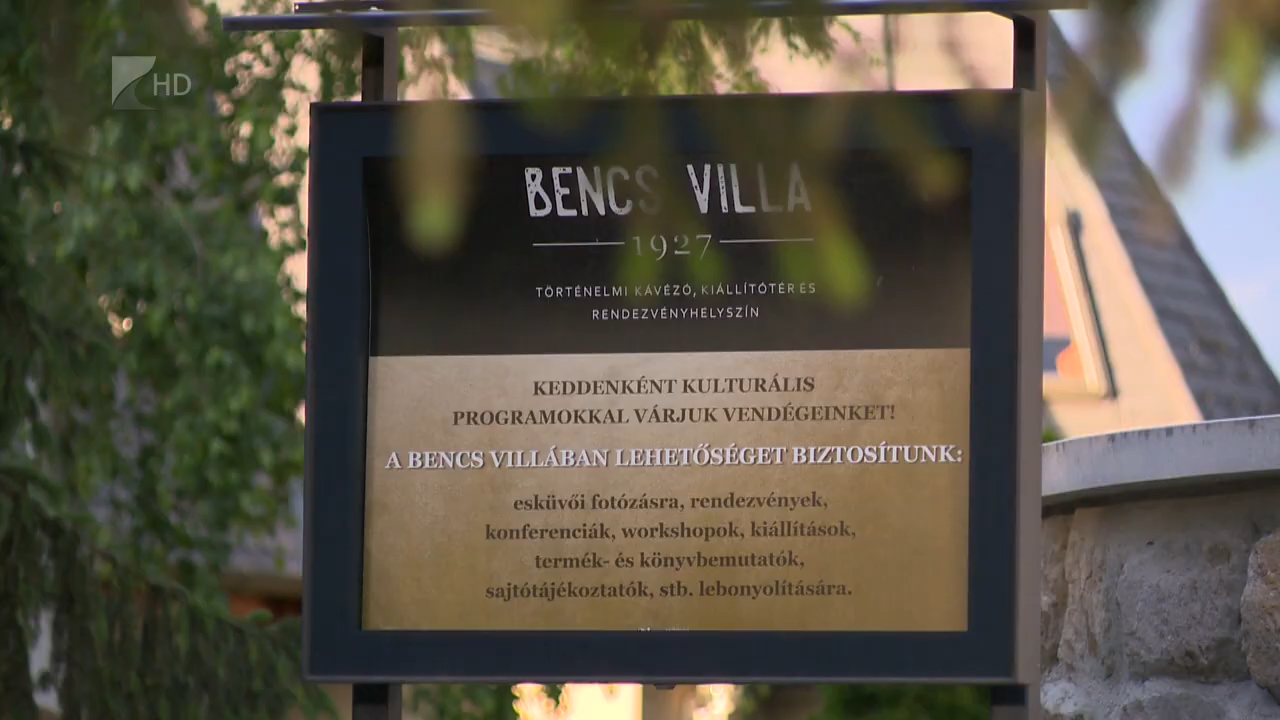 HD
BENCS VILLA
1927
TÖRTÉNELMI KÁVÉZÓ, KIÁLLÍTÓTÉR ÉS
RENDEZVÉNYHELYSZÍN
KEDDENKÉNT KULTURÁLIS
PROGRAMOKKAL VÁRJUK VENDÉGEINKET!
A BENCS VILLÁBAN LEHETŐSÉGET BIZTOSÍTUNK:
esküvői fotózásra, rendezvények,
konferenciák, workshopok, kiállítások,
termék- és könyvbemutatók,
sajtótájékoztatók, stb. lebonyolítására.